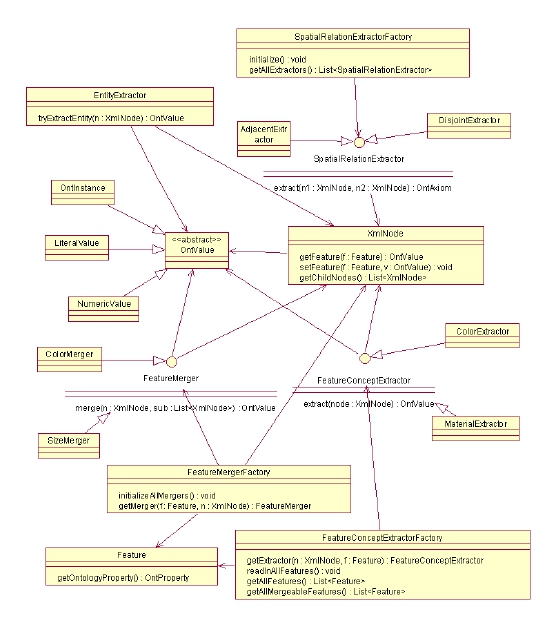 SpatialRelationExtractorFactory
initialize() : void
getAllExtractors() : List<SpatialRelationExtractor>
EntityExtractor
tryExtractEntity(n : XmlNode) : OntValue
AdjacentExtr
actor
DisjointExtractor
SpatialRelationExtractor
extract(n1 : XmlNode, n2 : XmlNode) : OntAxiom
OntInstance
LiteralValue
NumericValue
<<abstract>>
OntValue
XmlNode
getFeature(f : Feature) : OntValue
setFeature(f : Feature, v : OntValue) : void
getChildNodes() : List<XmlNode>
ColorMerger
FeatureMerger
merge(n : XmlNode, sub : List<XmlNode>) : OntValue
SizeMerger
ColorExtractor
FeatureConceptExtractor
extract(node : XmlNode) : OntValue
MaterialExtractor
FeatureMergerFactory
initializeAllMergers() : void
getMerger(f : Feature, n : XmlNode) : FeatureMerger
Feature
getOntologyProperty() : OntProperty
FeatureConceptExtractorFactory
getExtractor(n : XmlNode, f : Feature) : FeatureConceptExtractor
readInAllFeatures() : void
getAllFeatures() : List<Feature>
getAllMergeableFeatures() : List<Feature>